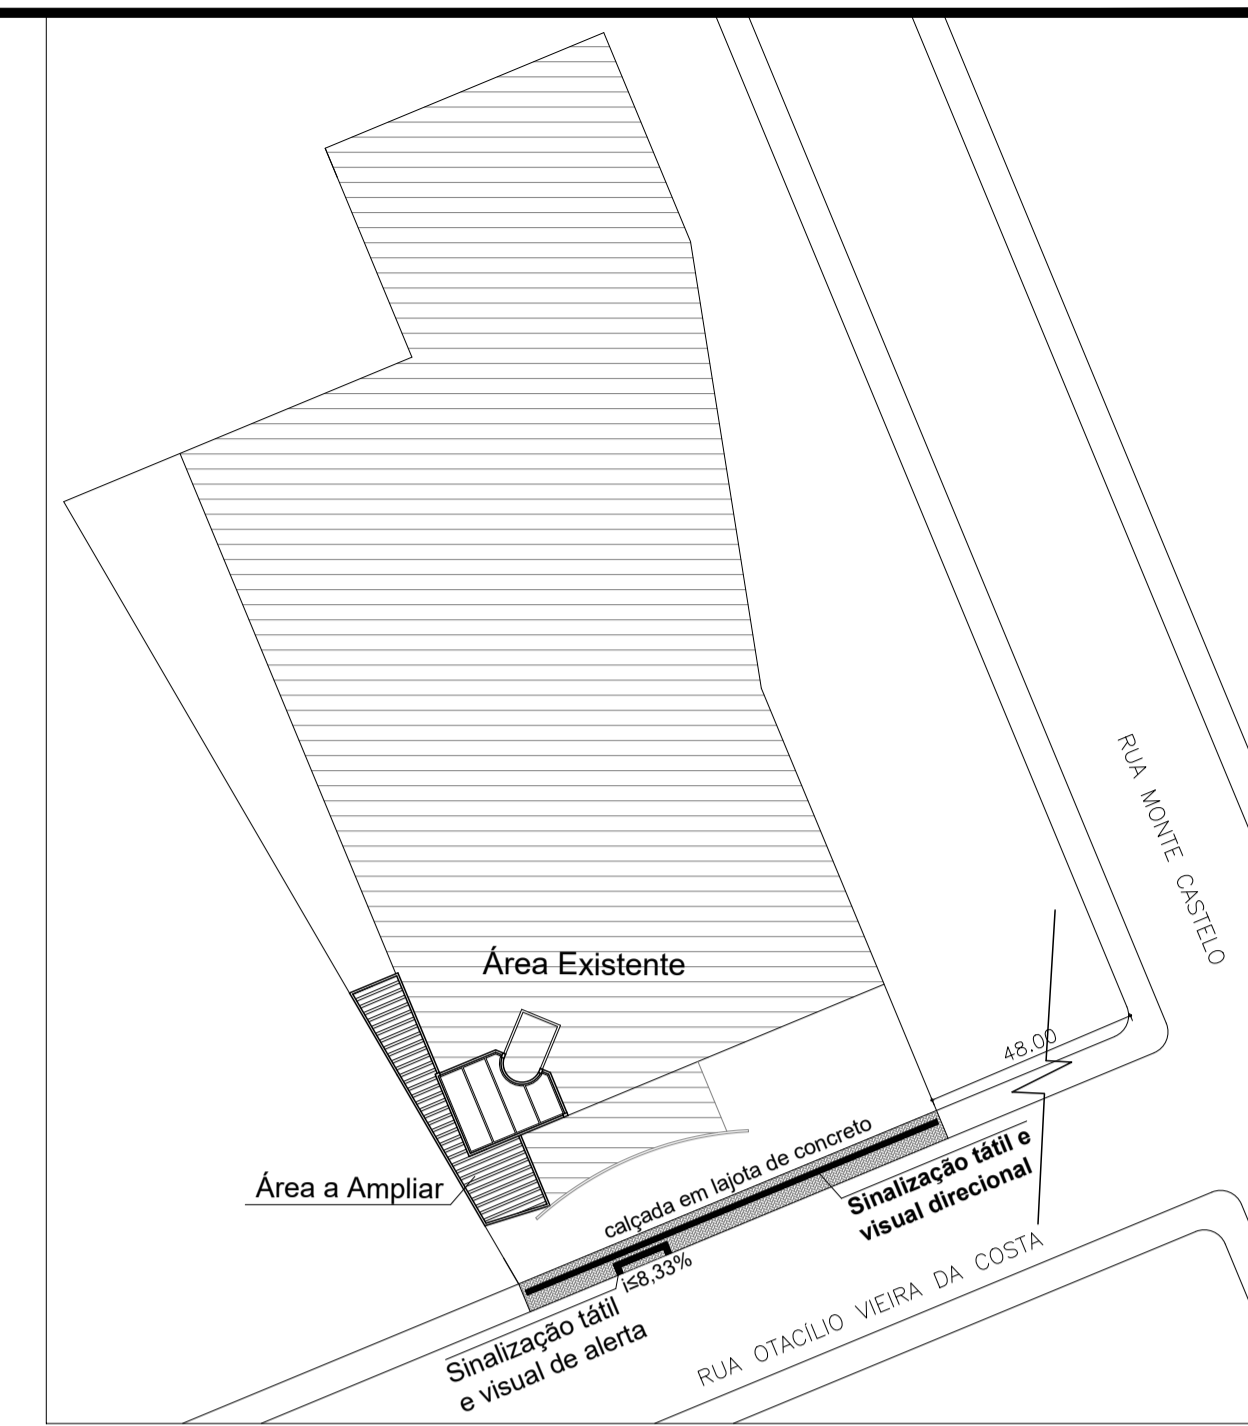 RUA MONTE CASTELO
Área Existente
48.00
calçada em lajota de concreto
Sinalização tátil e
visual direcional
Área a Ampliar
i≤8,33%
RUA OTACÍLIO VIEIRA DA COSTA
Sinalização tátil
e visual de alerta